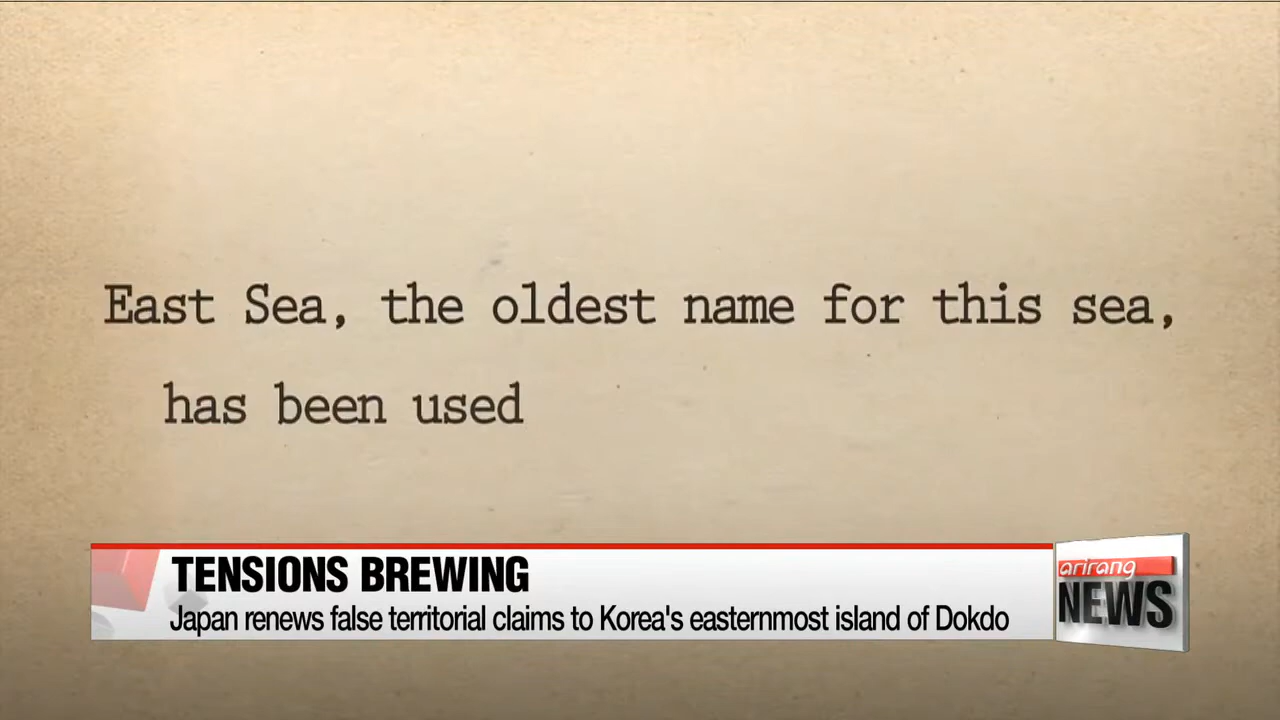 East Sea, the oldest name for this sea,
has been used
TENSIONS BREWING
Japan renews false territorial claims to Korea's easternmost island of Dokdo
arirang
NEWS